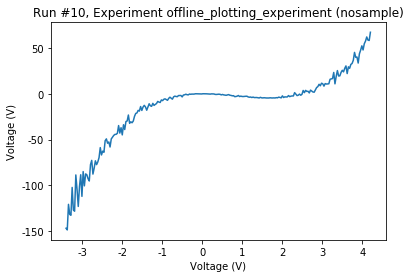 Run #10, Experiment offline_plotting_experiment (nosample)
50
0
-50
-100
-150
Voltage (V)
-3 -2 -1 0 1 2 3 4
Voltage (V)